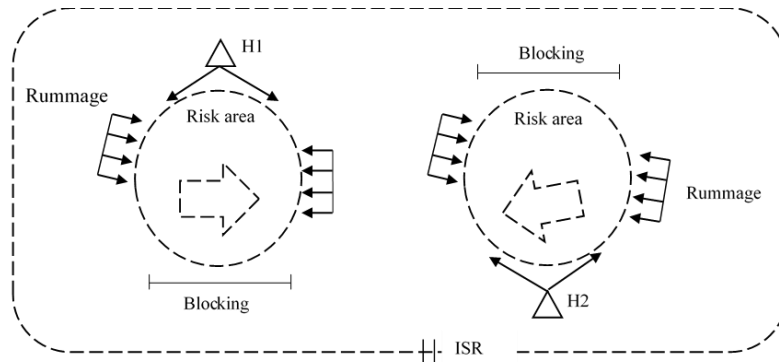 H1
Blocking
Rummage
Risk area
Risk area
Rummage
Blocking
H2
ISR